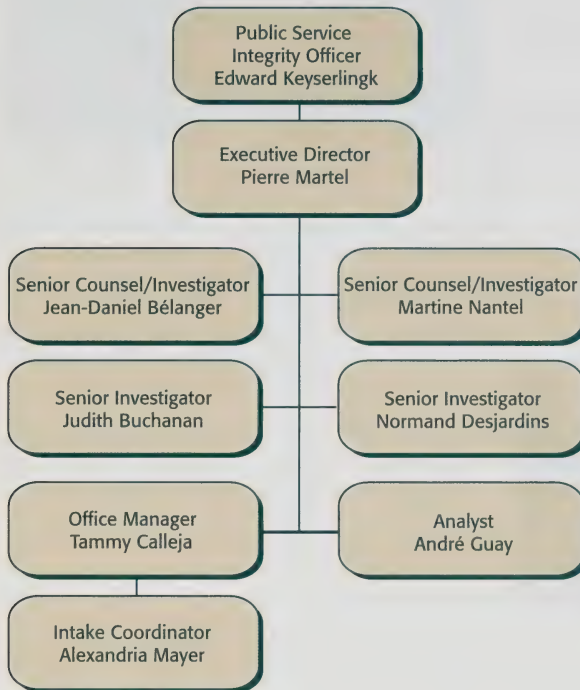 Public Service
Integrity Officer
Edward Keyserlingk
Executive Director
Pierre Martel
Senior Counsel/Investigator
Jean-Daniel Bélanger
Senior Counsel/Investigator
Martine Nantel
Senior Investigator
Judith Buchanan
Senior Investigator
Normand Desjardins
Office Manager
Tammy Calleja
Analyst
André Guay
Intake Coordinator
Alexandria Mayer